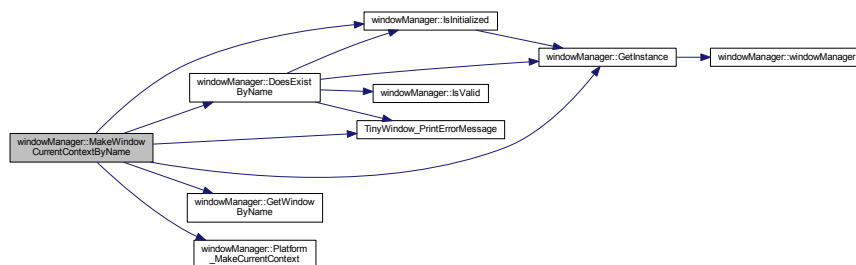 windowManager::MakeWindow
CurrentContextByName
windowManager::IsInitialized
windowManager::DoesExist
ByName
windowManager::GetInstance
windowManager::windowManager
windowManager::IsValid
TinyWindow_PrintErrorMessage
windowManager::GetWindow
ByName
windowManager::Platform
_MakeCurrentContext